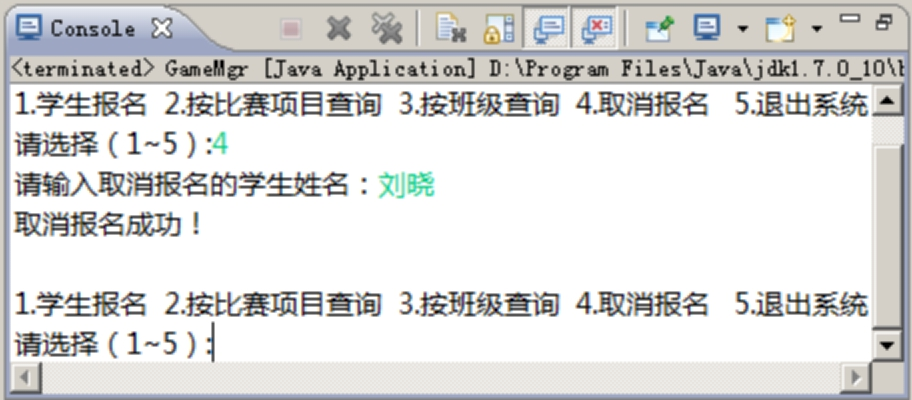 Console
<terminated> GameMgr [Java Application] D:\Program Files\Java\jdk1.7.0_10\b
1.学生报名 2.按比赛项目查询 3.按班级查询 4.取消报名 5.退出系统
请选择（1~5）:4
请输入取消报名的学生姓名：刘晓
取消报名成功！
1.学生报名 2.按比赛项目查询 3.按班级查询 4.取消报名 5.退出系统
请选择（1~5）: